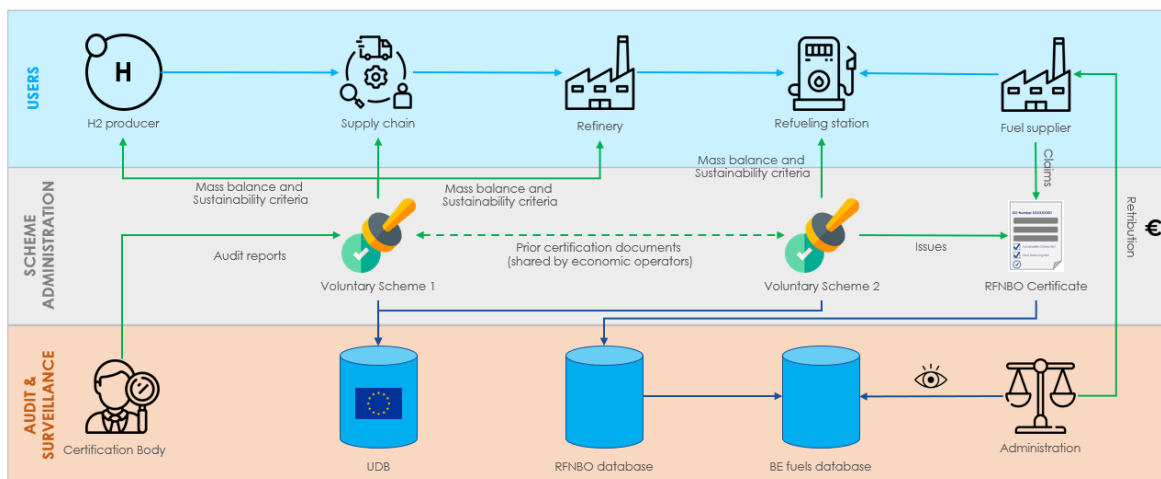 USERS
H
H2 producer
Supply chain
Refinery
Refueling station
Fuel supplier
SCHEME
ADMINISTRATION
Mass balance and
Sustainability criteria
Mass balance and
Sustainability criteria
Mass balance and
Sustainability criteria
Claims
Retribution
€
Audit reports
Prior certification documents
(shared by economic operators)
Issues
Voluntary Scheme 1
Voluntary Scheme 2
RFNBO Certificate
AUDIT &
SURVEILLANCE
Certification Body
UDB
RFNBO database
BE fuels database
Administration